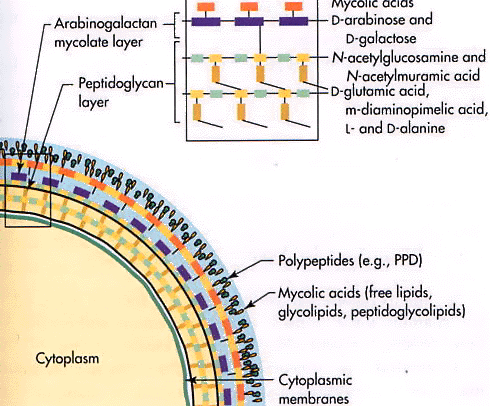 Mycolic acids
Arabinogalactan
mycolate layer
D-arabinose and
D-galactose
N-acetylglucosamine and
N-acetylmuramic acid
Peptidoglycan
layer
D-glutamic acid,
m-diaminopimelic acid,
L- and D-alanine
Polypeptides (e.g., PPD)
Mycolic acids (free lipids,
glycolipids, peptidoglycolipids)
Cytoplasm
Cytoplasmic
membranes